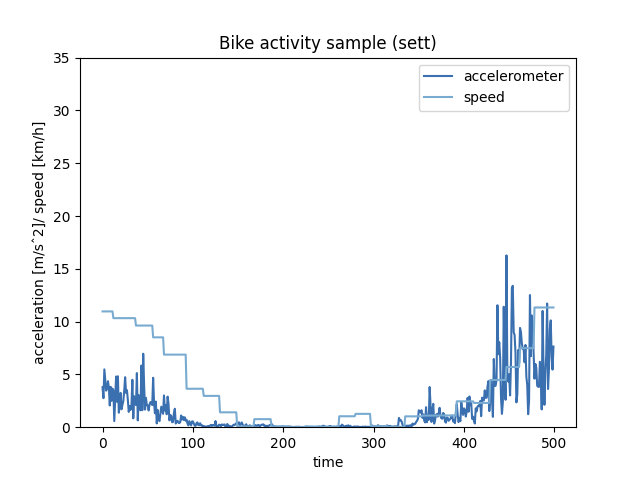 Bike activity sample (sett)
acceleration [m/sˆ2]/ speed [km/h]
35
30
25
20
15
10
5
0
accelerometer
speed
0 100 200 300 400 500
time